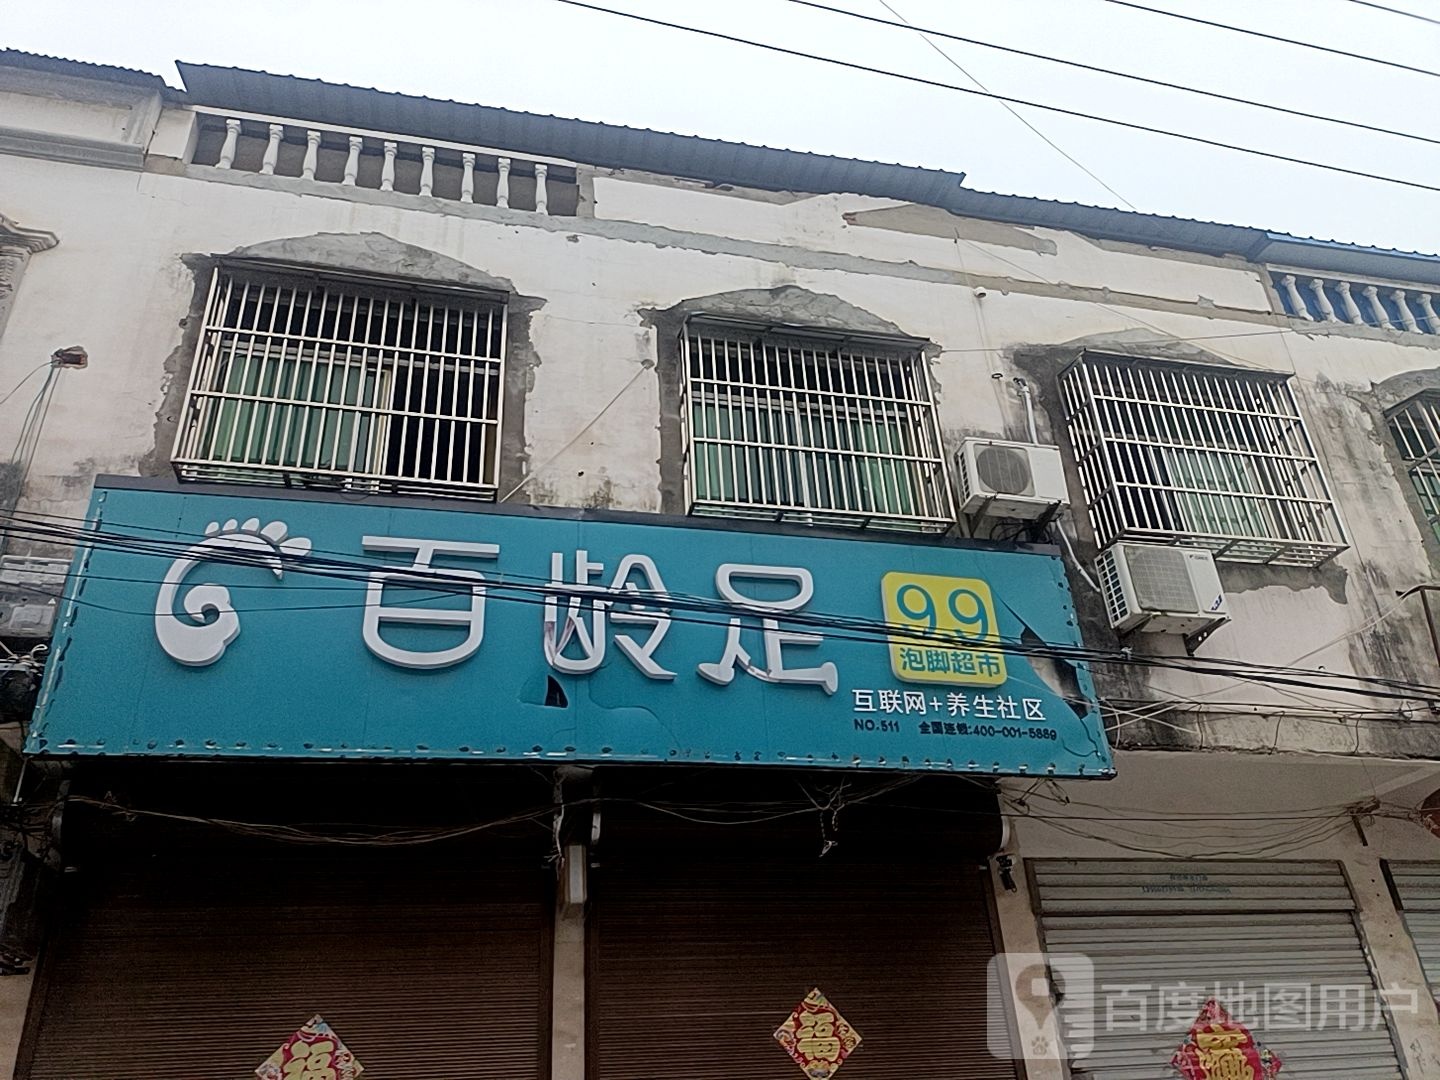 百龄足
9.9
泡脚超市
互联网+养生社区
NO.511 全国连锁:400-001-5889
福
福
百度地图用户